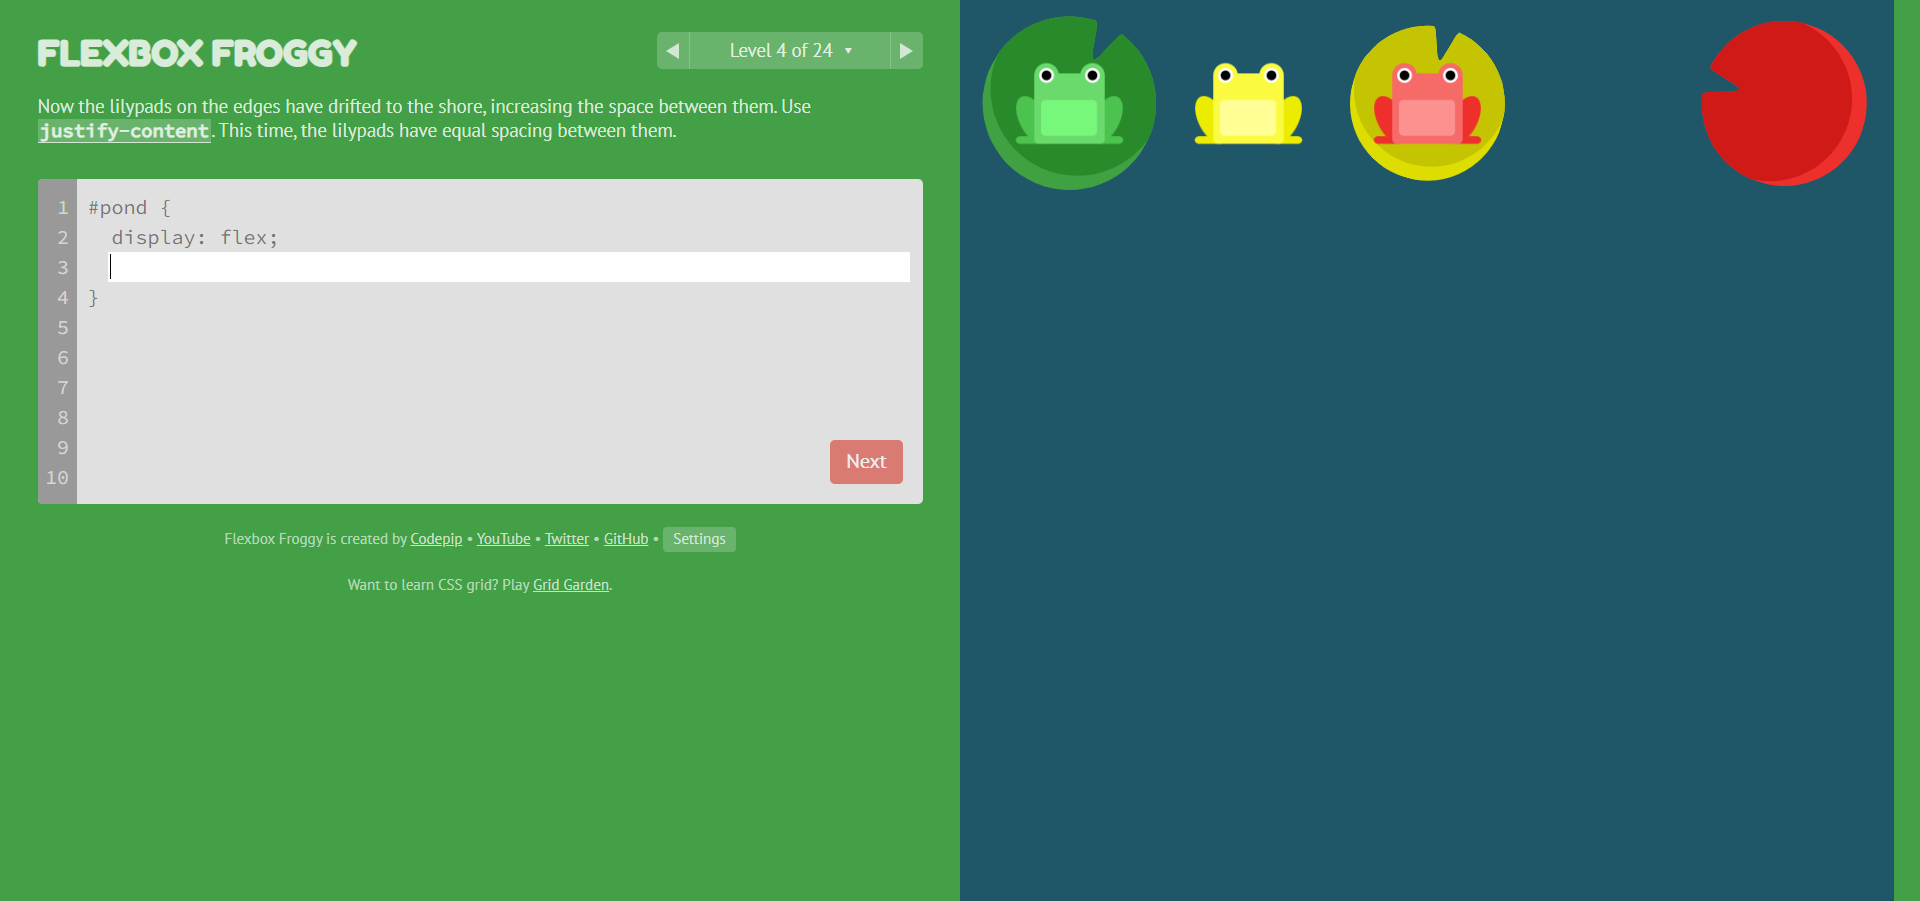 FLEXBOX FROGGY
Level 4 of 24
Now the lilypads on the edges have drifted to the shore, increasing the space between them. Use
justify-content. This time, the lilypads have equal spacing between them.
1 #pond {
2 display: flex;
3
4 }
5
6
7
8
9
10
Next
Flexbox Froggy is created by Codepip • YouTube • Twitter • GitHub • Settings
Want to learn CSS grid? Play Grid Garden.